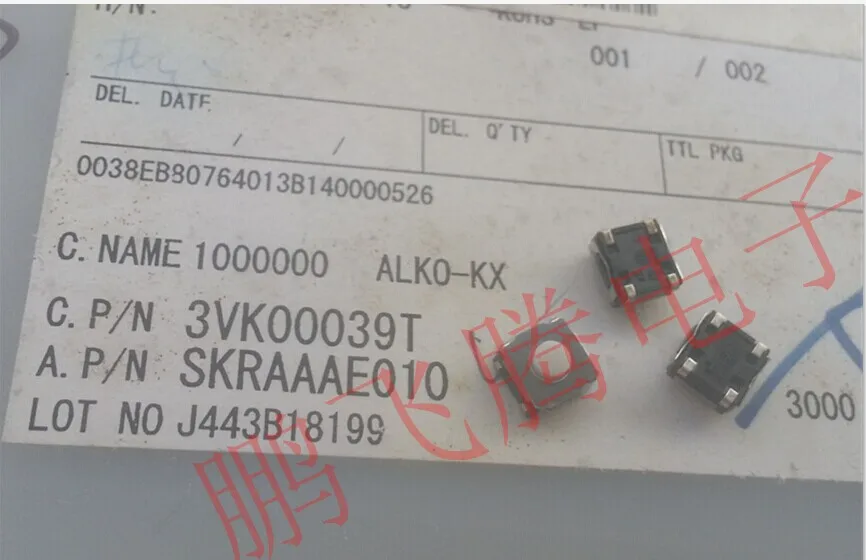 001 / 002
DEL. DATE
DEL. Q'TY
TTL PKG
/ /
0038EB80764013B140000526
C. NAME 1000000 ALKO-KX
C. P/N 3VK00039T
A. P/N SKRAAAE010
LOT NO J443B18199
3000
鹏飞腾电子